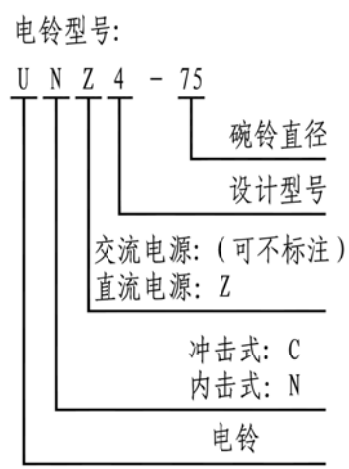 电铃型号:
U N Z 4 - 75
碗铃直径
设计型号
交流电源: (可不标注)
直流电源: Z
冲击式: C
内击式: N
电铃